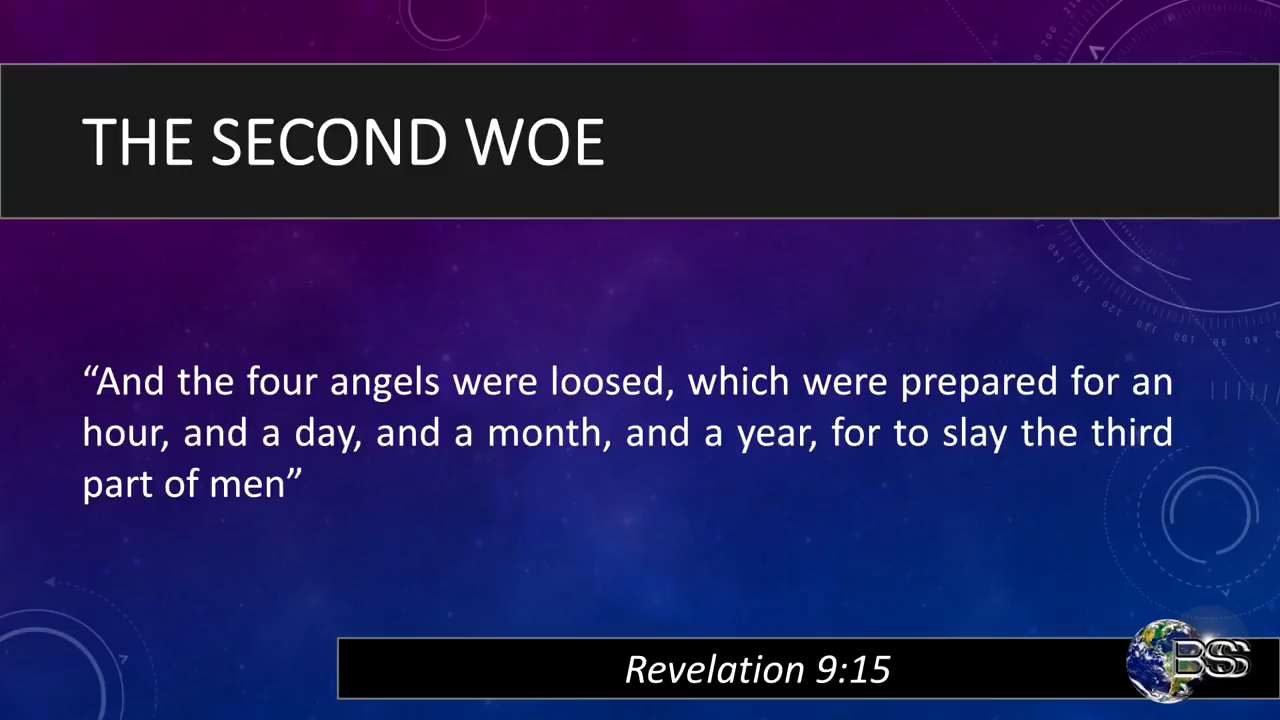 THE SECOND WOE
“And the four angels were loosed, which were prepared for an
hour, and a day, and a month, and a year, for to slay the third
part of men”
Revelation 9:15
BSS